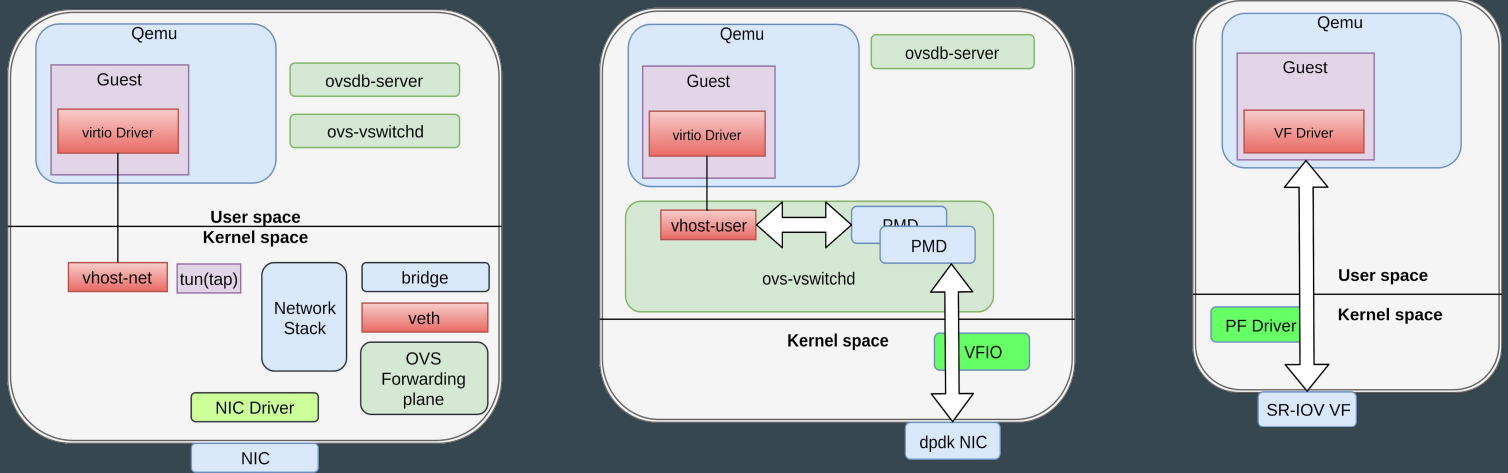 Qemu
Guest
virtio Driver
ovsdb-server
ovs-vswitchd
User space
Kernel space
vhost-net
tun(tap)
Network
Stack
bridge
veth
OVS
Forwarding
plane
NIC Driver
NIC
Qemu
Guest
virtio Driver
ovsdb-server
vhost-user
PMD
PMD
ovs-vswitchd
Kernel space
VFIO
dpdk NIC
Qemu
Guest
VF Driver
User space
Kernel space
PF Driver
SR-IOV VF